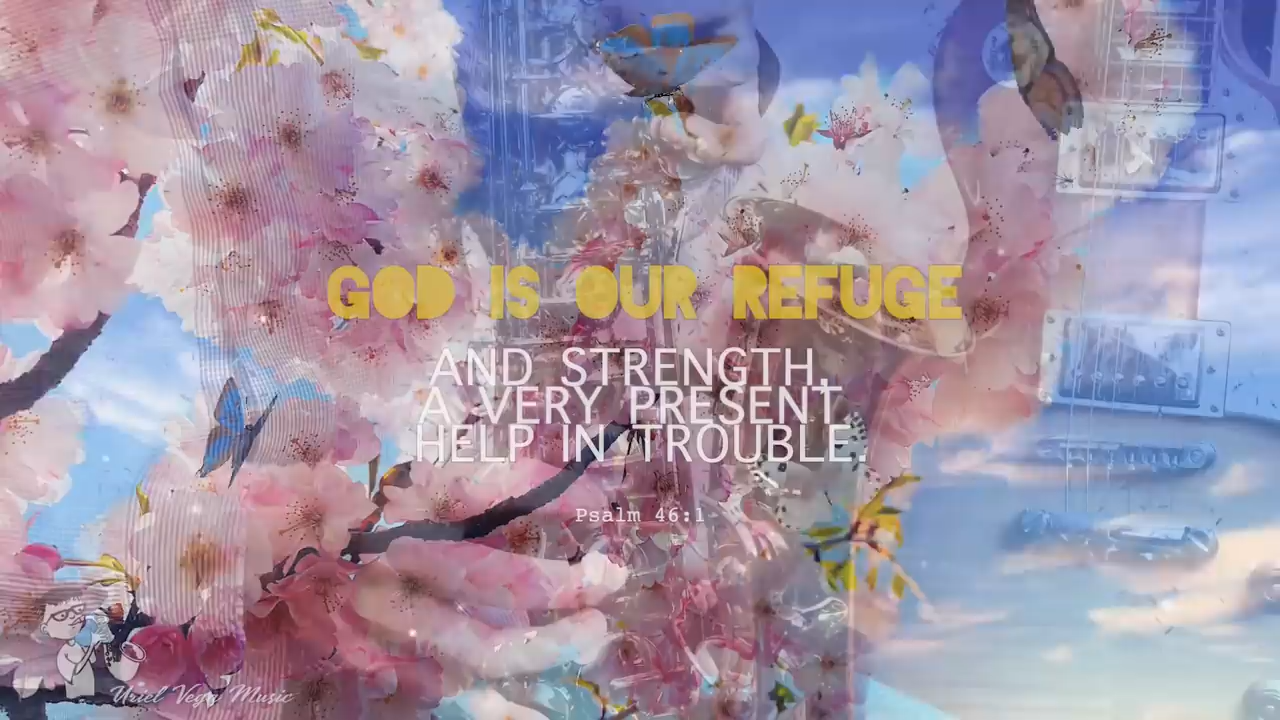 GOD IS OUR REFUGE
AND STRENGTH,
A VERY PRESENT
HELP IN TROUBLE.
Psalm 46:1
Uriel Vega Music